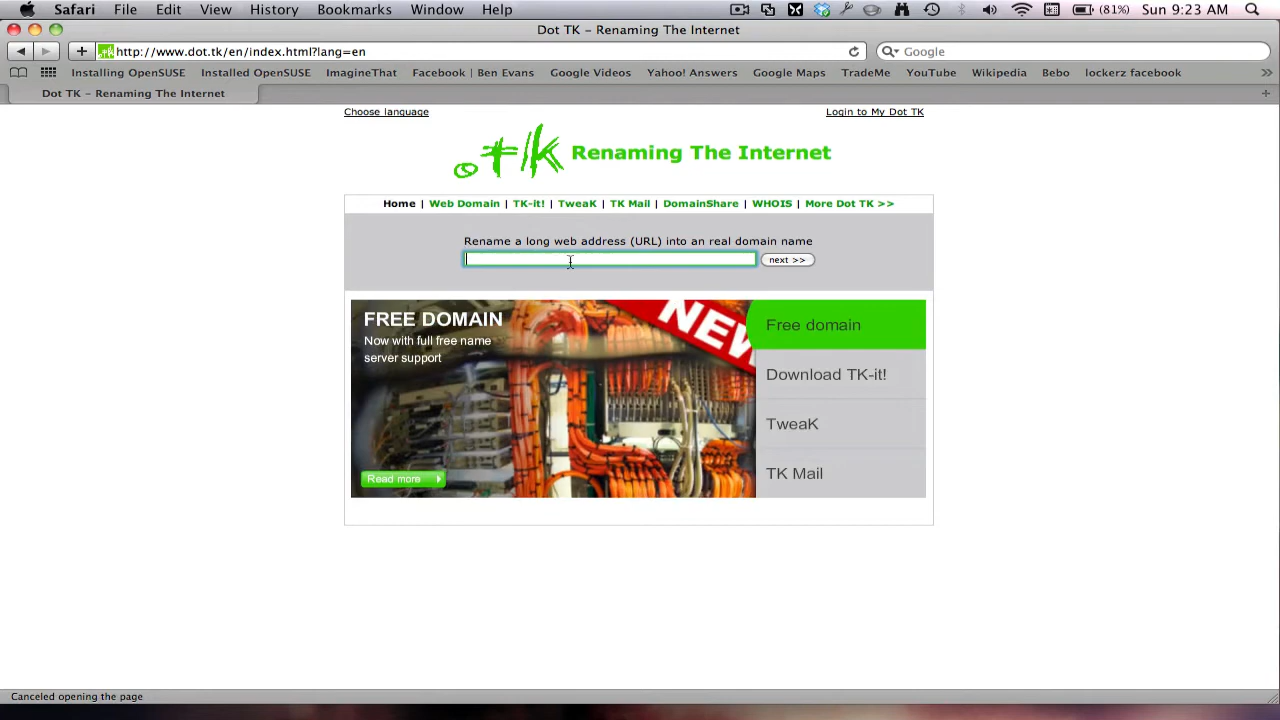 Safari File Edit View History Bookmarks Window Help (81%) Sun 9:23 AM
Dot TK – Renaming The Internet
http://www.dot.tk/en/index.html?lang=en Google
Installing OpenSUSE Installed OpenSUSE ImagineThat Facebook | Ben Evans Google Videos Yahoo! Answers Google Maps TradeMe YouTube Wikipedia Bebo lockerz facebook
Dot TK – Renaming The Internet
Choose language Login to My Dot TK
.tk Renaming The Internet
Home | Web Domain | TK-it! | TweaK | TK Mail | DomainShare | WHOIS | More Dot TK >>
Rename a long web address (URL) into an real domain name
next >>
FREE DOMAIN
Now with full free name
server support
NEW
Read more
Free domain
Download TK-it!
TweaK
TK Mail
Canceled opening the page